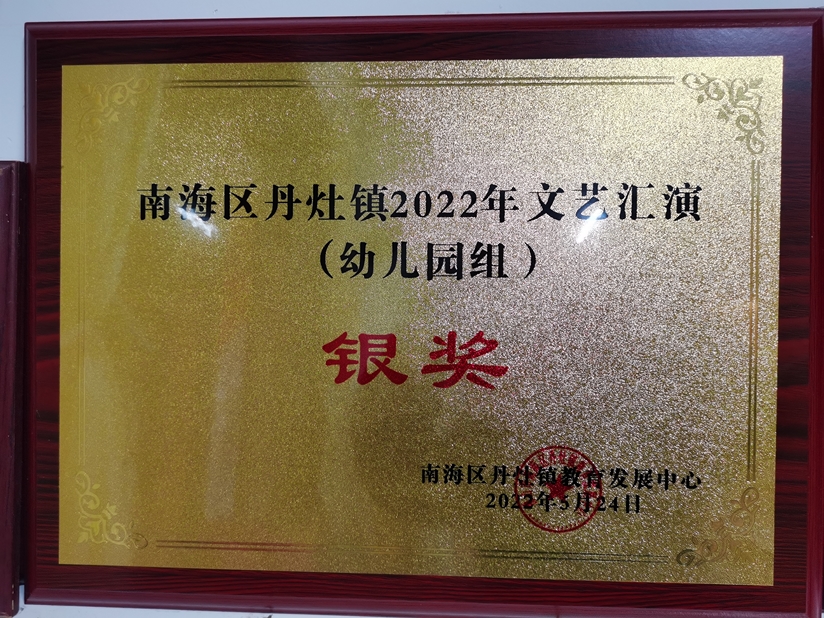 南海区丹灶镇2022年文艺汇演
（幼儿园组）
银奖
南海区丹灶镇教育发展中心
2022年5月24日